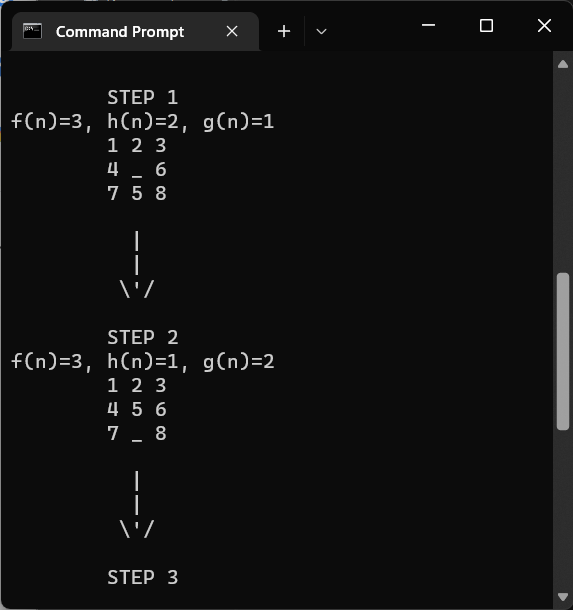 Command Prompt
STEP 1
f(n)=3, h(n)=2, g(n)=1
1 2 3
4 _ 6
7 5 8
|
|
\'/
STEP 2
f(n)=3, h(n)=1, g(n)=2
1 2 3
4 5 6
7 _ 8
|
|
\'/
STEP 3